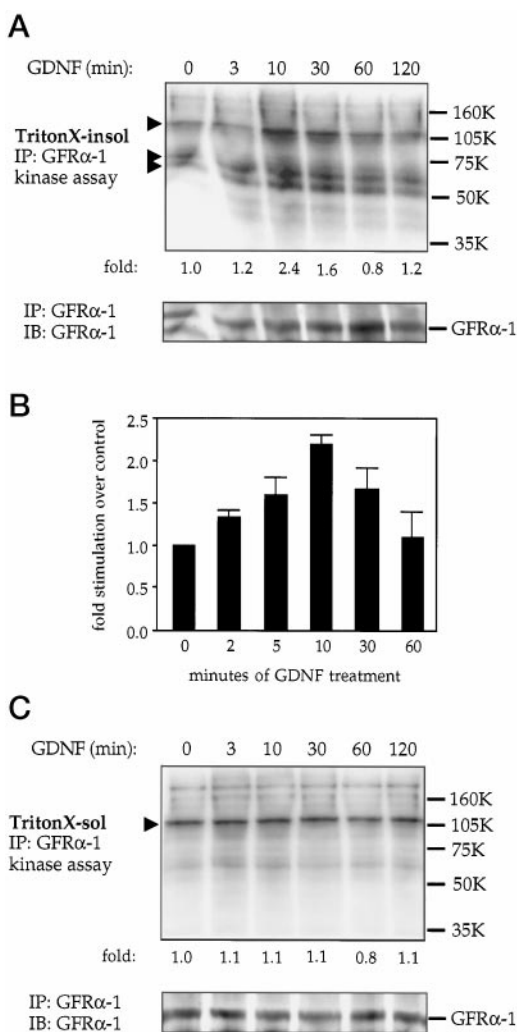 A
GDNF (min): 0 3 10 30 60 120
TritonX-insol
IP: GFRα-1
kinase assay
160K
105K
75K
50K
35K
fold: 1.0 1.2 2.4 1.6 0.8 1.2
IP: GFRα-1
IB: GFRα-1
GFRα-1
B
fold stimulation over control
2.5
2.0
1.5
1.0
0.5
0.0
0 2 5 10 30 60
minutes of GDNF treatment
C
GDNF (min): 0 3 10 30 60 120
TritonX-sol
IP: GFRα-1
kinase assay
160K
105K
75K
50K
35K
fold: 1.0 1.1 1.1 1.1 0.8 1.1
IP: GFRα-1
IB: GFRα-1
GFRα-1